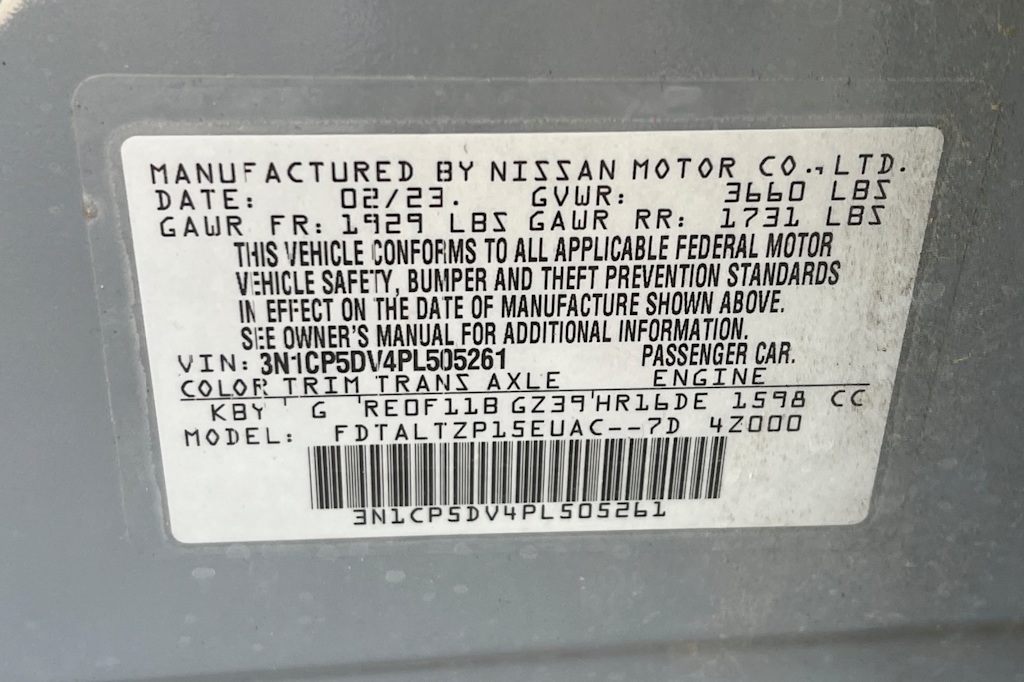 MANUFACTURED BY NISSAN MOTOR CO., LTD.
DATE: 02/23. GVWR: 3660 LBS
GAWR FR: 1929 LBS GAWR RR: 1731 LBS
THIS VEHICLE CONFORMS TO ALL APPLICABLE FEDERAL MOTOR
VEHICLE SAFETY, BUMPER AND THEFT PREVENTION STANDARDS
IN EFFECT ON THE DATE OF MANUFACTURE SHOWN ABOVE.
SEE OWNER'S MANUAL FOR ADDITIONAL INFORMATION.
VIN: 3N1CP5DV4PL505261 PASSENGER CAR.
COLOR TRIM TRANS AXLE ENGINE
KBY G RE0F11B GZ39 HR16DE 1598 CC
MODEL: FDTALTZP15EUAC--7D 4Z000
3N1CP5DV4PL505261